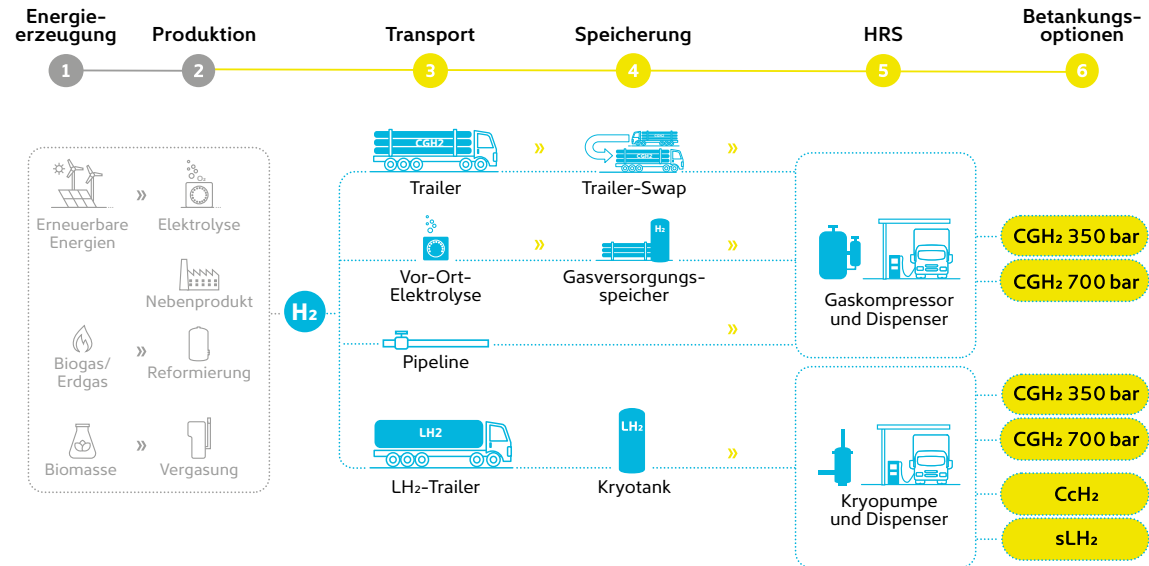 Energie-
erzeugung
Produktion
Transport
Speicherung
HRS
Betankungs-
optionen
1
2
3
4
5
6
Erneuerbare
Energien
»
O₂
Elektrolyse
Nebenprodukt
Biogas/
Erdgas
»
Reformierung
Biomasse
»
Vergasung
H₂
CGH2
Trailer
»
CGH2
CGH2
Trailer-Swap
»
Vor-Ort-
Elektrolyse
»
H₂
Gasversorgungs-
speicher
»
Pipeline
»
LH2
LH₂-Trailer
LH₂
Kryotank
»
Gaskompressor
und Dispenser
CGH₂ 350 bar
CGH₂ 700 bar
Kryopumpe
und Dispenser
CGH₂ 350 bar
CGH₂ 700 bar
CcH₂
sLH₂